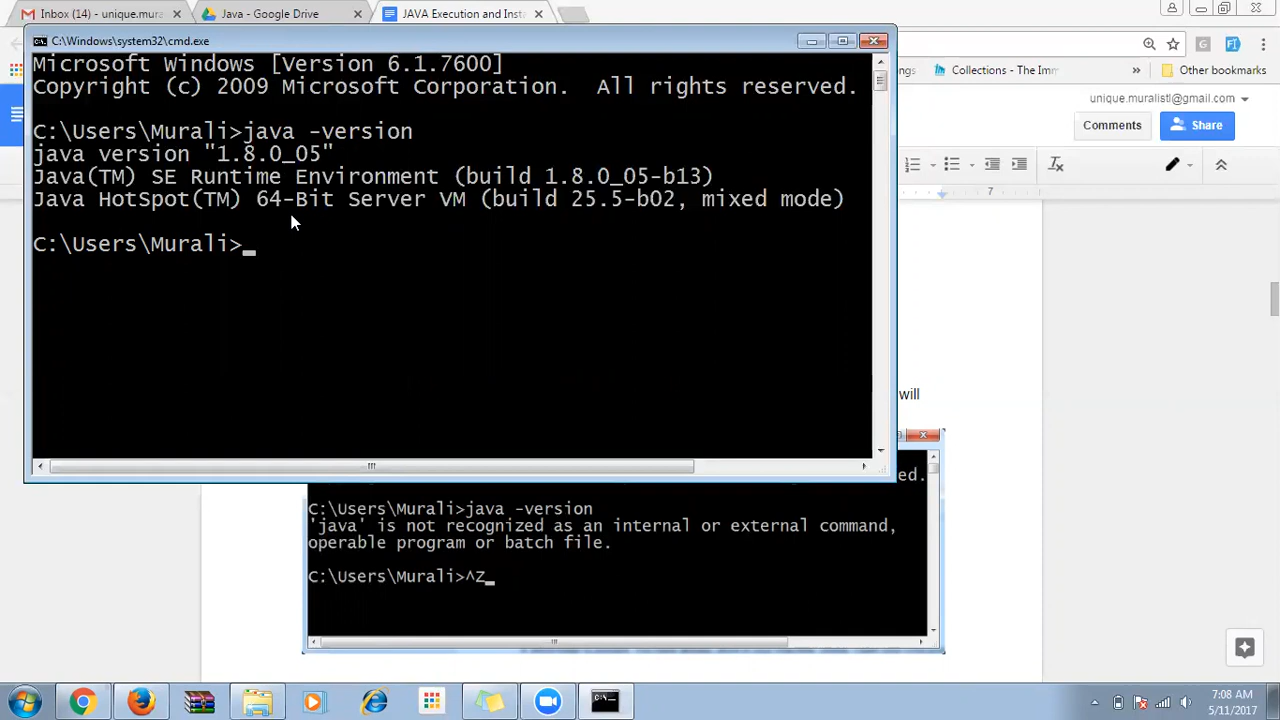 Inbox (14) - unique.mura
Java - Google Drive
JAVA Execution and Inst
C:\Windows\system32\cmd.exe
Microsoft Windows [Version 6.1.7600]
Copyright (c) 2009 Microsoft Corporation.  All rights reserved.
C:\Users\Murali>java -version
java version "1.8.0_05"
Java(TM) SE Runtime Environment (build 1.8.0_05-b13)
Java HotSpot(TM) 64-Bit Server VM (build 25.5-b02, mixed mode)
C:\Users\Murali>_
ngs
Collections - The Imm
Other bookmarks
unique.muralistl@gmail.com
Comments
Share
7
will
ed.
C:\Users\Murali>java -version
'java' is not recognized as an internal or external command,
operable program or batch file.
C:\Users\Murali>^Z_
7:08 AM
5/11/2017